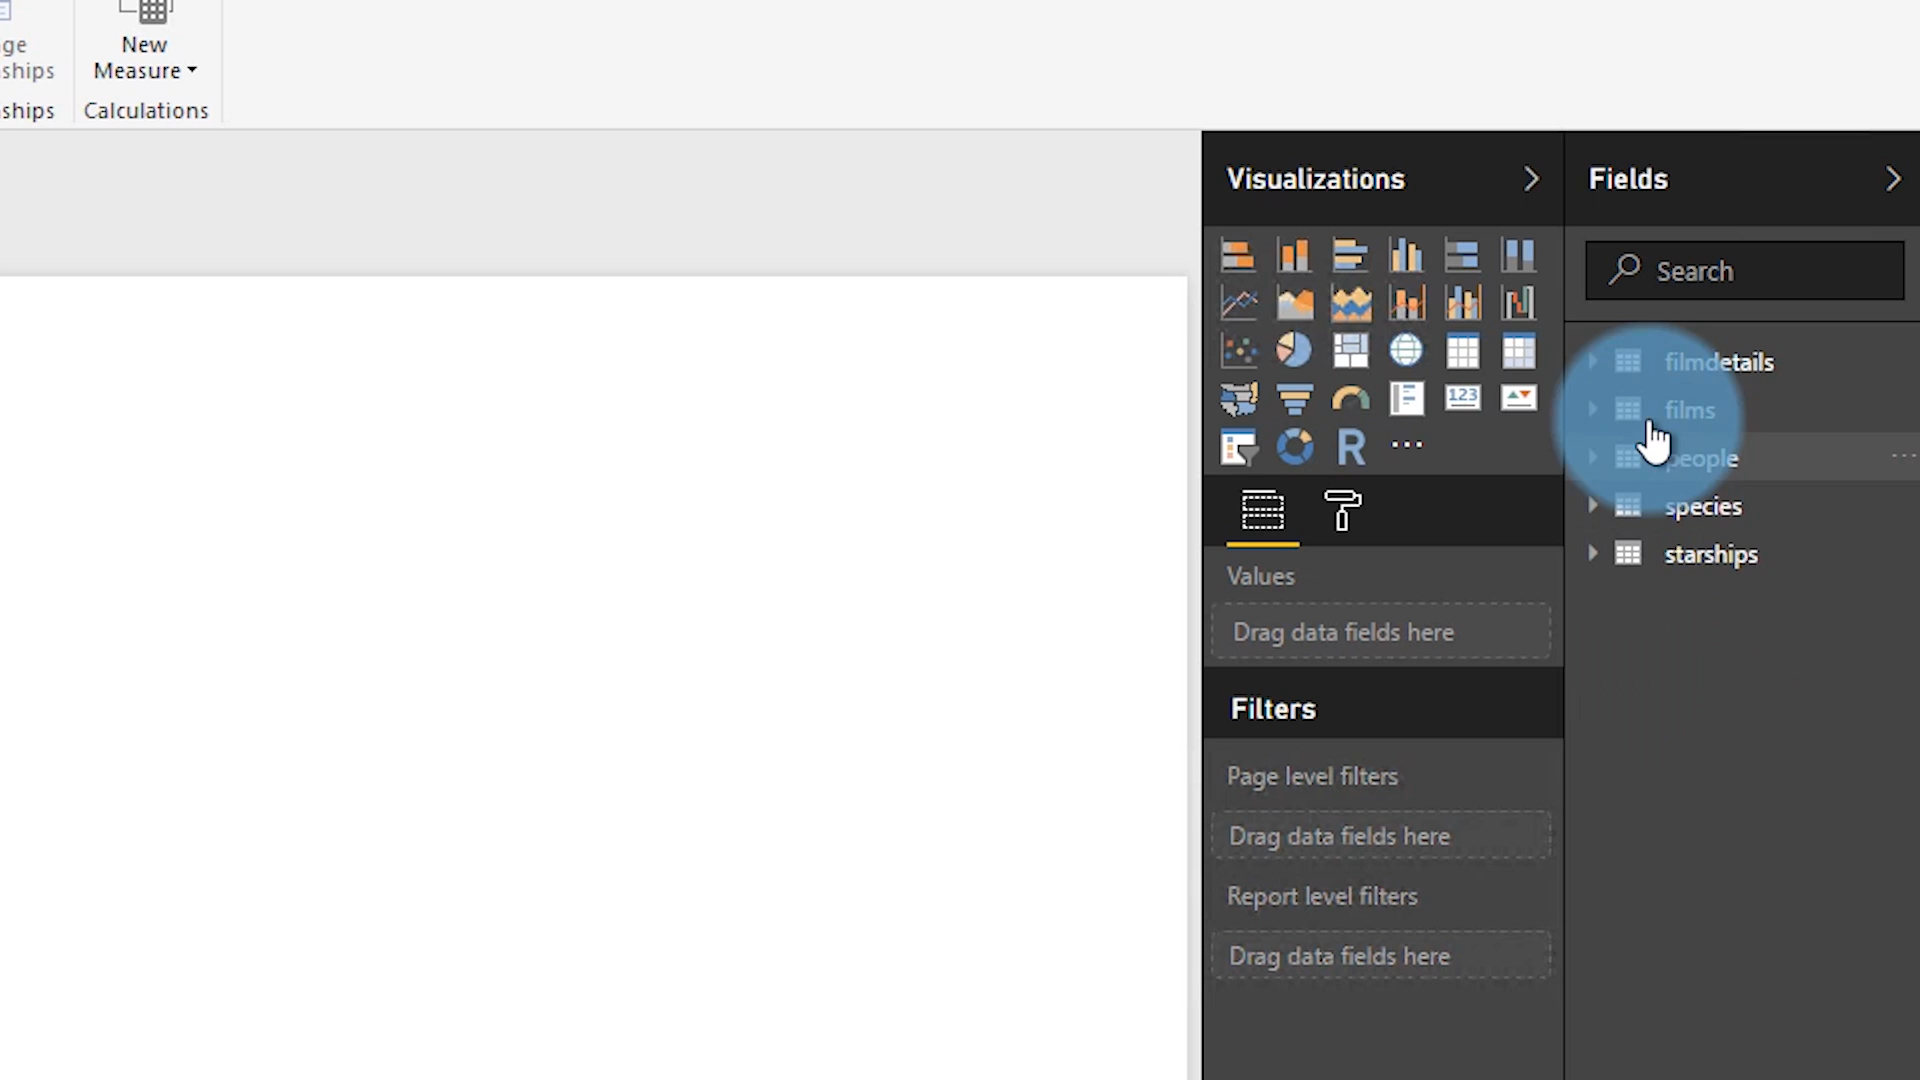 ge
ships
New
Measure
ships
Calculations
Visualizations
Fields
Search
123
R
filmdetails
films
people
species
starships
Values
Drag data fields here
Filters
Page level filters
Drag data fields here
Report level filters
Drag data fields here